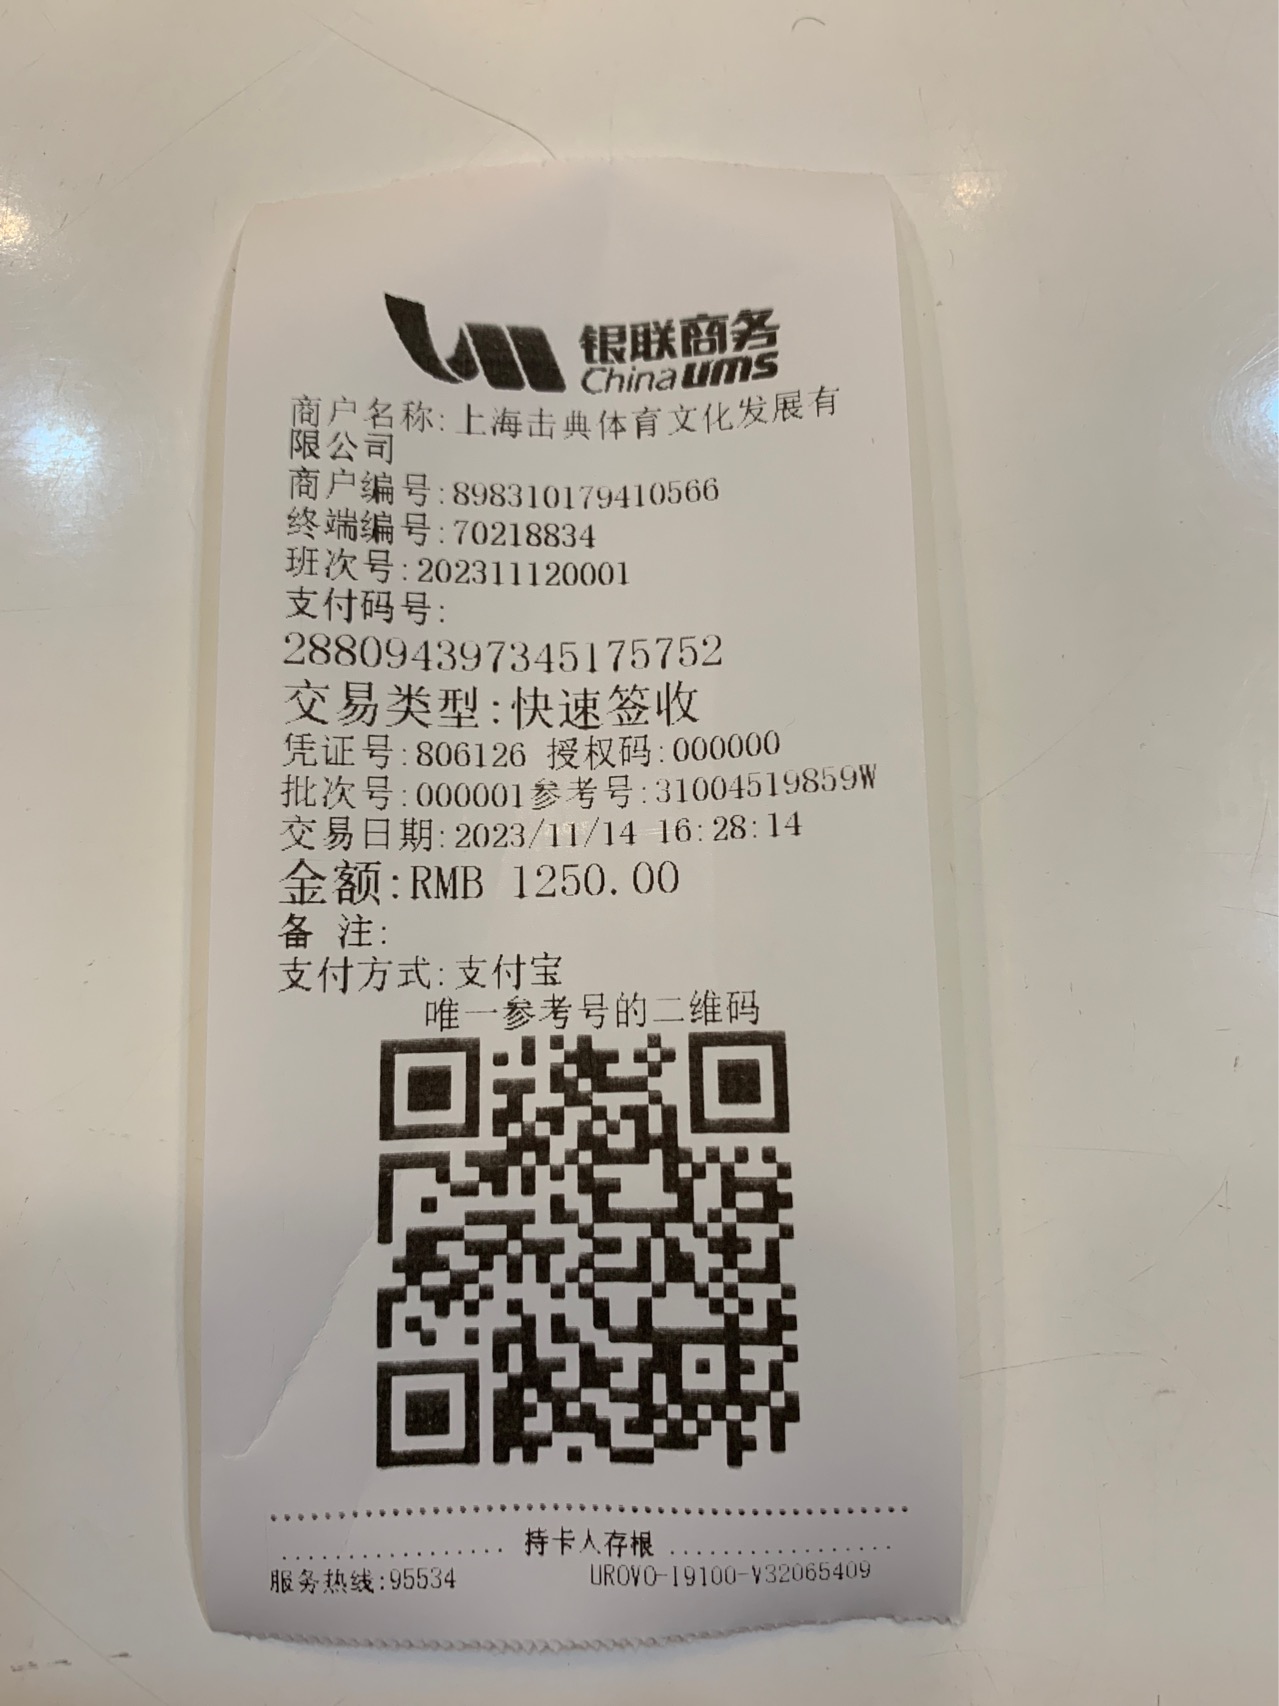 银联商务
China ums
商户名称:上海击典体育文化发展有
限公司
商户编号:898310179410566
终端编号:70218834
班次号:202311120001
支付码号:
288094397345175752
交易类型:快速签收
凭证号:806126 授权码:000000
批次号:000001参考号:31004519859W
交易日期:2023/11/14 16:28:14
金额:RMB 1250.00
备 注:
支付方式:支付宝
唯一参考号的二维码
持卡人存根
服务热线:95534 UROVO-I9100-V32065409